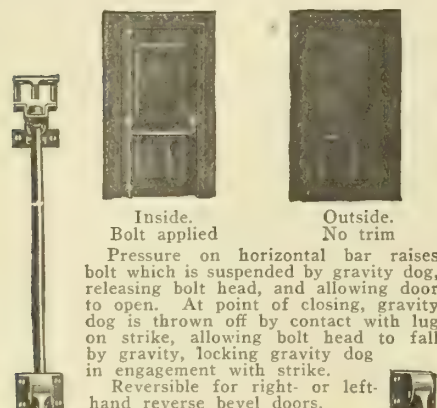 Inside.
Bolt applied
Outside.
No trim
Pressure on horizontal bar raises
bolt which is suspended by gravity dog,
releasing bolt head, and allowing door
to open. At point of closing, gravity
dog is thrown off by contact with lug
on strike, allowing bolt head to fall
by gravity, locking gravity dog
in engagement with strike.
Reversible for right- or left-
hand reverse bevel doors.